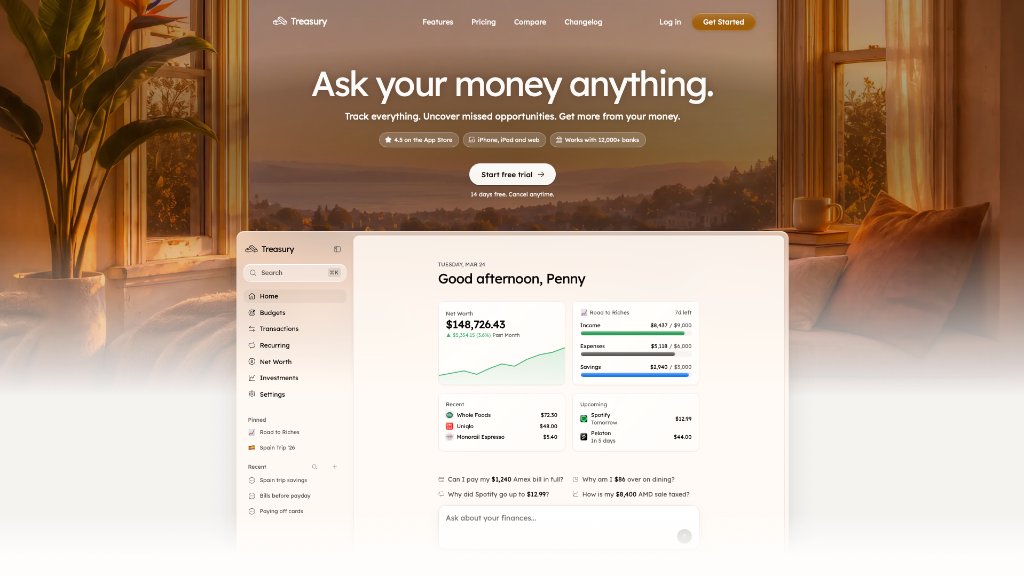 Treasury
Features
Pricing
Compare
Changelog
Log in
Get Started
Ask your money anything.
Track everything. Uncover missed opportunities. Get more from your money.
4.5 on the App Store
iPhone, iPad and web
Works with 12,000+ banks
Start free trial →
14 days free. Cancel anytime.
Treasury
Search ⌘K
Home
Budgets
Transactions
Recurring
Net Worth
Investments
Settings
Pinned
Road to Riches
Spain Trip '26
Recent
Spain trip savings
Bills before payday
Paying off cards
TUESDAY, MAR 24
Good afternoon, Penny
Net Worth
$148,726.43
(3.6%) Past Month
Road to Riches 7d left
Income $8,437 / $9,000
Expenses $5,118 / $6,000
Savings $2,940 / $3,000
Recent
Whole Foods $72.30
Uniqlo $48.00
Monorail Espresso $5.40
Upcoming
Spotify $12.99
Tomorrow
Peloton $44.00
In 5 days
Can I pay my $1,240 Amex bill in full?
Why am I $86 over on dining?
Why did Spotify go up to $12.99?
How is my $8,400 AMD sale taxed?
Ask about your finances...